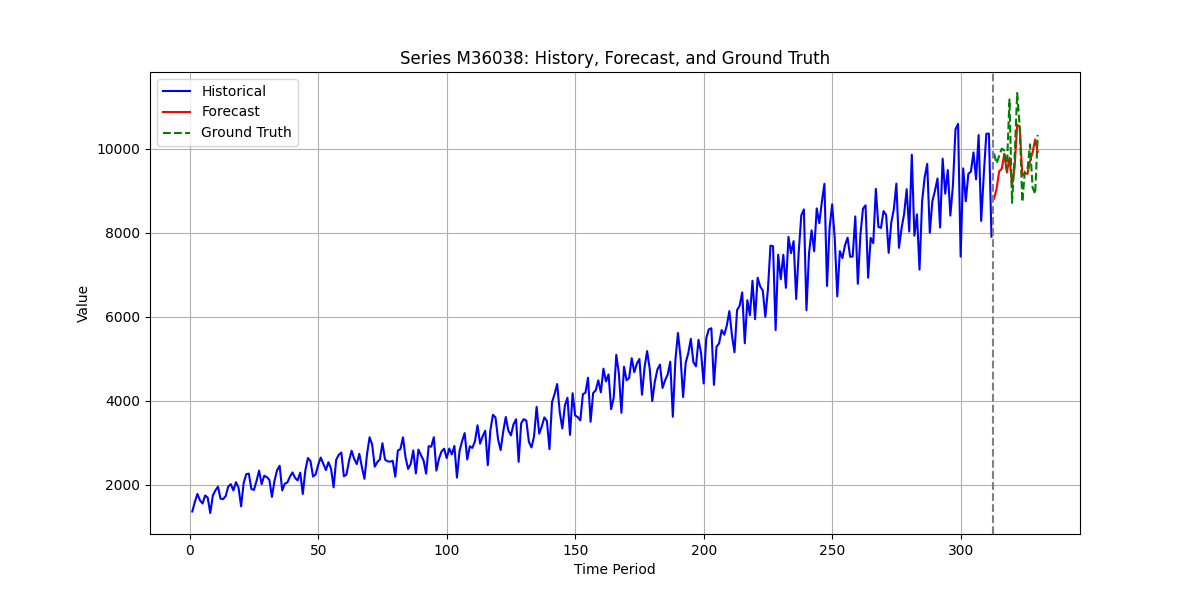 Series M36038: History, Forecast, and Ground Truth
Historical
Forecast
Ground Truth
10000
8000
6000
4000
2000
Value
0 50 100 150 200 250 300
Time Period